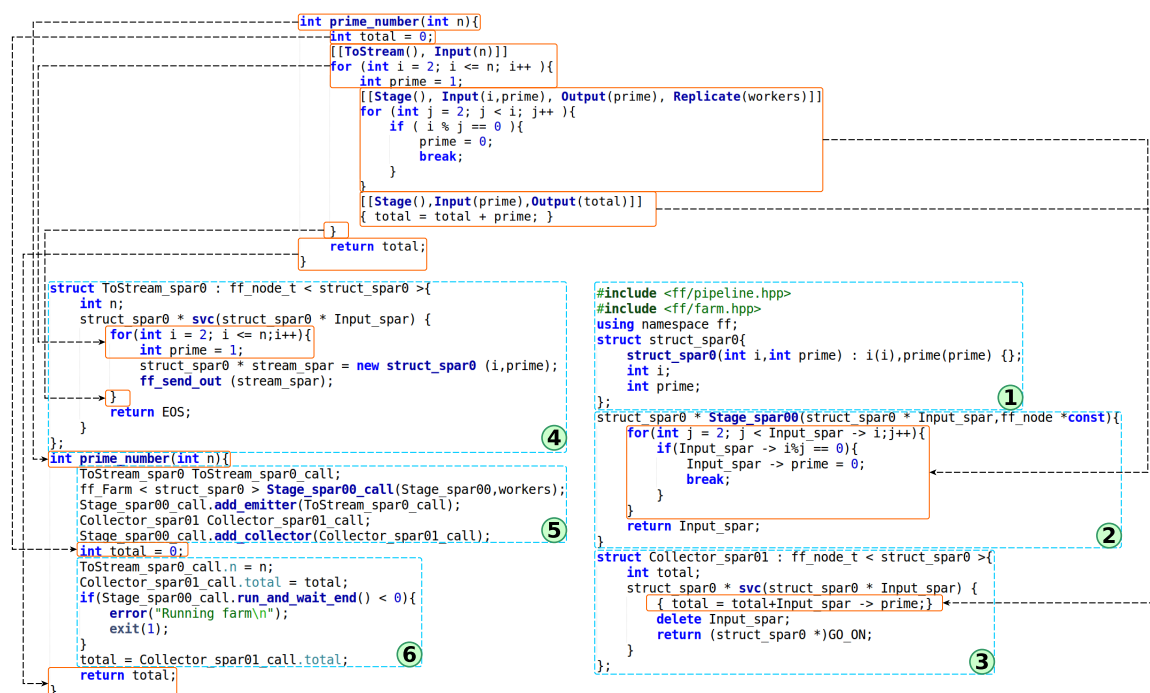 int prime_number(int n){
int total = 0;
[[ToStream(), Input(n)]]
for (int i = 2; i <= n; i++ ){
int prime = 1;
[[Stage(), Input(i,prime), Output(prime), Replicate(workers)]]
for (int j = 2; j < i; j++ ){
if ( i % j == 0 ){
prime = 0;
break;
}
}
[[Stage(),Input(prime),Output(total)]]
{ total = total + prime; }
}
return total;
}
struct ToStream_spar0 : ff_node_t < struct_spar0 >{
int n;
struct_spar0 * svc(struct_spar0 * Input_spar) {
for(int i = 2; i <= n;i++){
int prime = 1;
struct_spar0 * stream_spar = new struct_spar0 (i,prime);
ff_send_out (stream_spar);
}
return EOS;
}
};
4
int prime_number(int n){
ToStream_spar0 ToStream_spar0_call;
ff_Farm < struct_spar0 > Stage_spar00_call(Stage_spar00,workers);
Stage_spar00_call.add_emitter(ToStream_spar0_call);
Collector_spar01 Collector_spar01_call;
Stage_spar00_call.add_collector(Collector_spar01_call);
5
int total = 0;
ToStream_spar0_call.n = n;
Collector_spar01_call.total = total;
if(Stage_spar00_call.run_and_wait_end() < 0){
error("Running farm\n");
exit(1);
}
total = Collector_spar01_call.total;
6
return total;
}
#include <ff/pipeline.hpp>
#include <ff/farm.hpp>
using namespace ff;
struct struct_spar0{
struct_spar0(int i,int prime) : i(i),prime(prime) {};
int i;
int prime;
};
1
struct_spar0 * Stage_spar00(struct_spar0 * Input_spar,ff_node *const){
for(int j = 2; j < Input_spar -> i;j++){
if(Input_spar -> i%j == 0){
Input_spar -> prime = 0;
break;
}
}
return Input_spar;
}
2
struct Collector_spar01 : ff_node_t < struct_spar0 >{
int total;
struct_spar0 * svc(struct_spar0 * Input_spar) {
{ total = total+Input_spar -> prime;}
delete Input_spar;
return (struct_spar0 *)GO_ON;
}
};
3